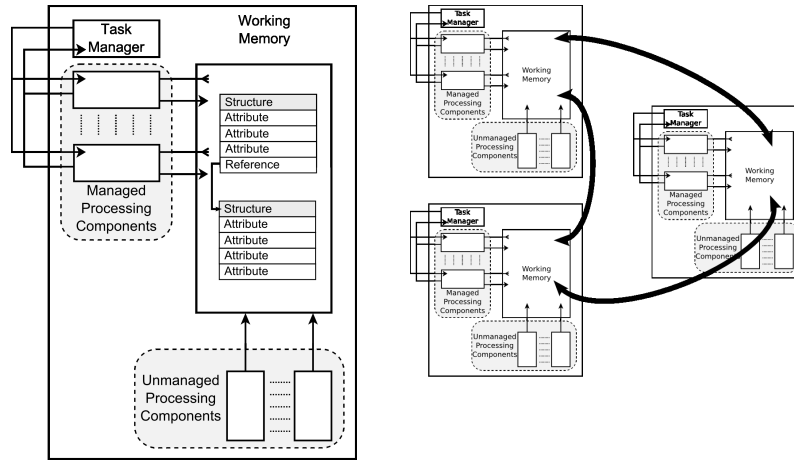 Task
Manager
Working
Memory
Structure
Attribute
Attribute
Attribute
Reference
Structure
Attribute
Attribute
Attribute
Attribute
Managed
Processing
Components
Unmanaged
Processing
Components
Task
Manager
Working
Memory
Managed
Processing
Components
Unmanaged
Processing
Components
Task
Manager
Working
Memory
Managed
Processing
Components
Unmanaged
Processing
Components
Task
Manager
Working
Memory
Managed
Processing
Components
Unmanaged
Processing
Components